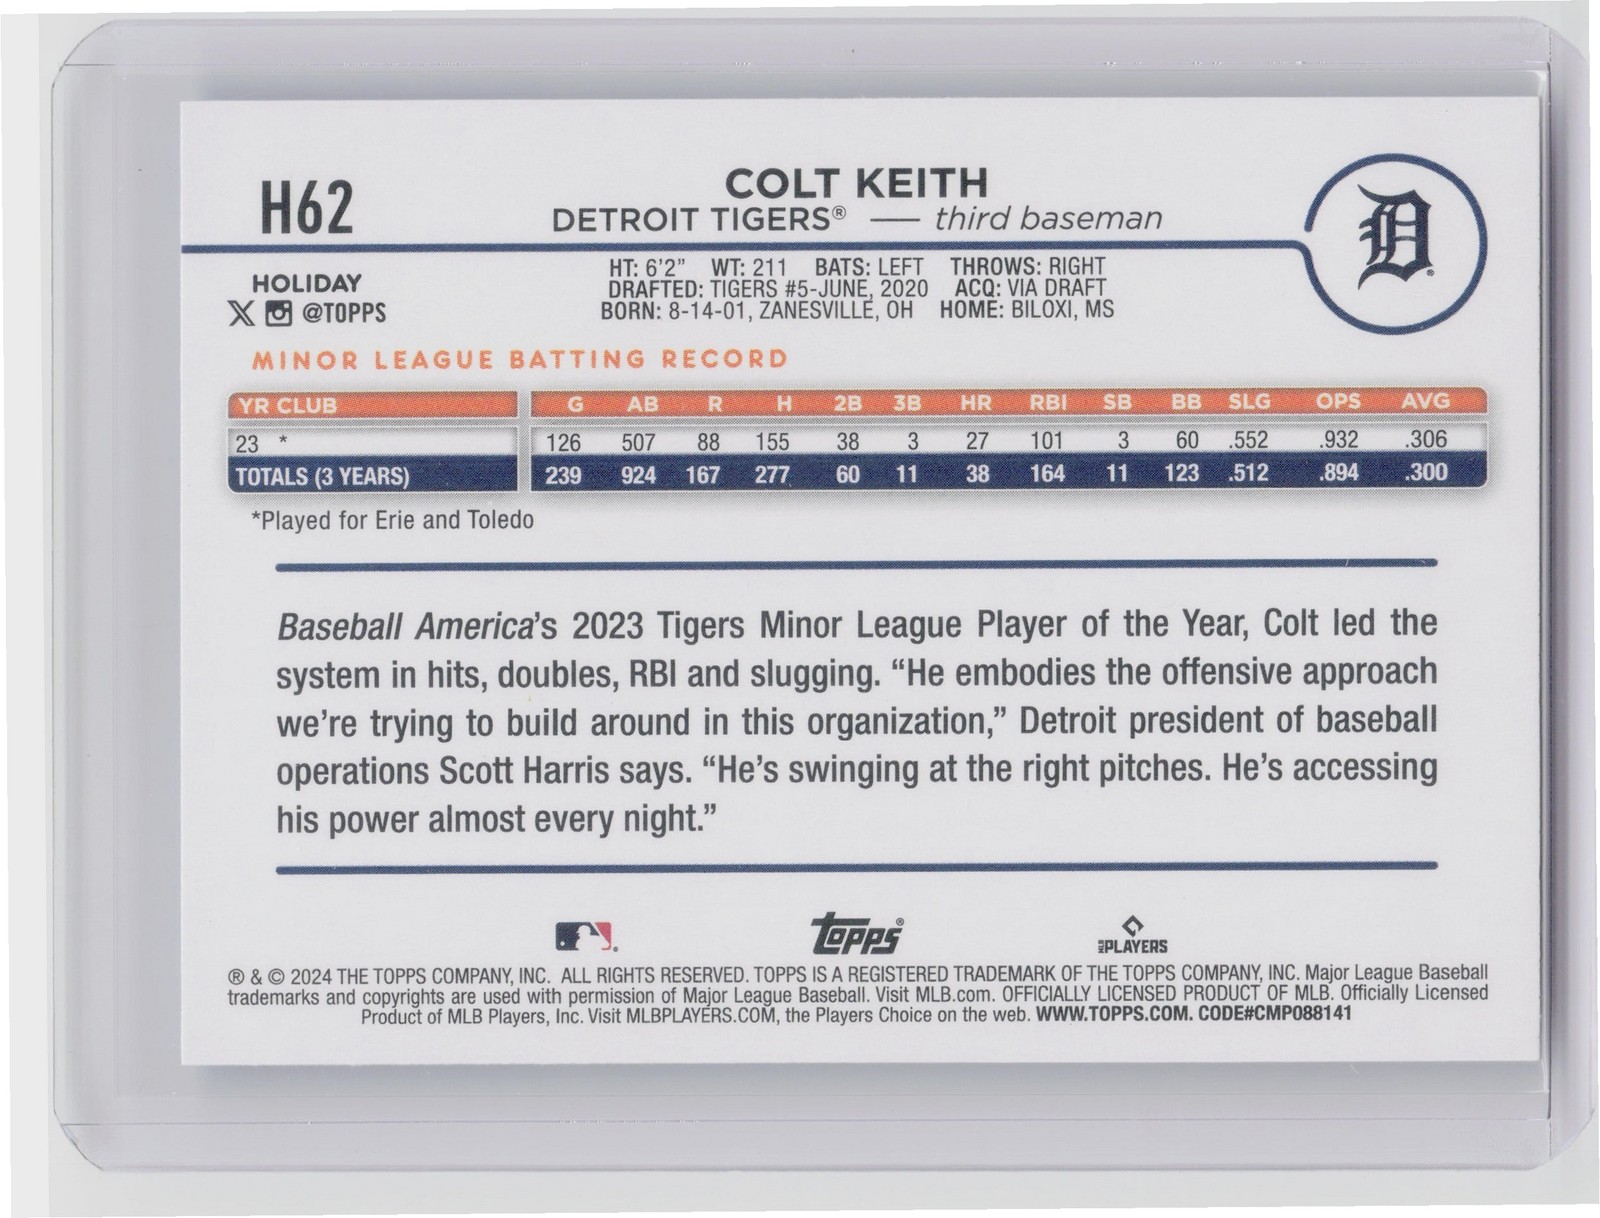 H62
COLT KEITH
DETROIT TIGERS® — third baseman
HOLIDAY
@TOPPS
HT: 6'2" WT: 211 BATS: LEFT THROWS: RIGHT
DRAFTED: TIGERS #5-JUNE, 2020 ACQ: VIA DRAFT
BORN: 8-14-01, ZANESVILLE, OH HOME: BILOXI, MS
MINOR LEAGUE BATTING RECORD
YR CLUB G AB R H 2B 3B HR RBI SB BB SLG OPS AVG
23 * 126 507 88 155 38 3 27 101 3 60 .552 .932 .306
TOTALS (3 YEARS) 239 924 167 277 60 11 38 164 11 123 .512 .894 .300
*Played for Erie and Toledo
Baseball America's 2023 Tigers Minor League Player of the Year, Colt led the
system in hits, doubles, RBI and slugging. “He embodies the offensive approach
we’re trying to build around in this organization,” Detroit president of baseball
operations Scott Harris says. “He’s swinging at the right pitches. He’s accessing
his power almost every night.”
Topps®
MLB PLAYERS
® & © 2024 THE TOPPS COMPANY, INC. ALL RIGHTS RESERVED. TOPPS IS A REGISTERED TRADEMARK OF THE TOPPS COMPANY, INC. Major League Baseball
trademarks and copyrights are used with permission of Major League Baseball. Visit MLB.com. OFFICIALLY LICENSED PRODUCT OF MLB. Officially Licensed
Product of MLB Players, Inc. Visit MLBPLAYERS.COM, the Players Choice on the web. WWW.TOPPS.COM. CODE#CMP088141